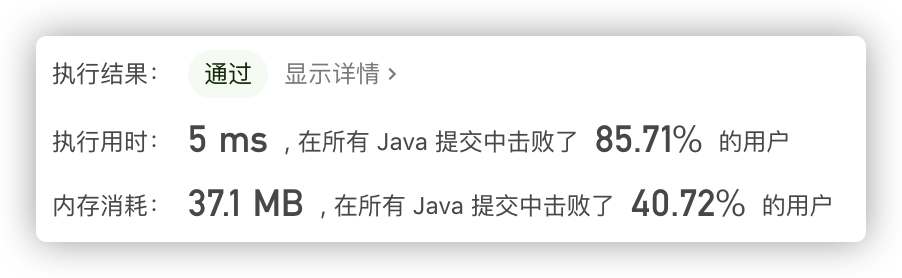 执行结果： 通过 显示详情 ›
执行用时： 5 ms , 在所有 Java 提交中击败了 85.71% 的用户
内存消耗： 37.1 MB , 在所有 Java 提交中击败了 40.72% 的用户